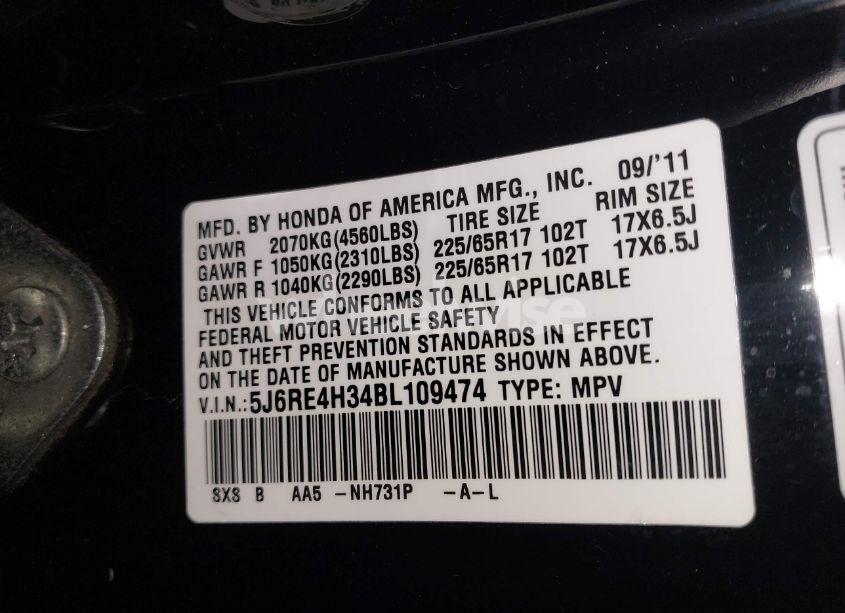 MFD. BY HONDA OF AMERICA MFG., INC. 09/'11
GVWR 2070KG(4560LBS) TIRE SIZE RIM SIZE
GAWR F 1050KG(2310LBS) 225/65R17 102T 17X6.5J
GAWR R 1040KG(2290LBS) 225/65R17 102T 17X6.5J
THIS VEHICLE CONFORMS TO ALL APPLICABLE
FEDERAL MOTOR VEHICLE SAFETY
AND THEFT PREVENTION STANDARDS IN EFFECT
ON THE DATE OF MANUFACTURE SHOWN ABOVE.
V.I.N.:5J6RE4H34BL109474 TYPE: MPV
SXS B AA5 -NH731P -A-L